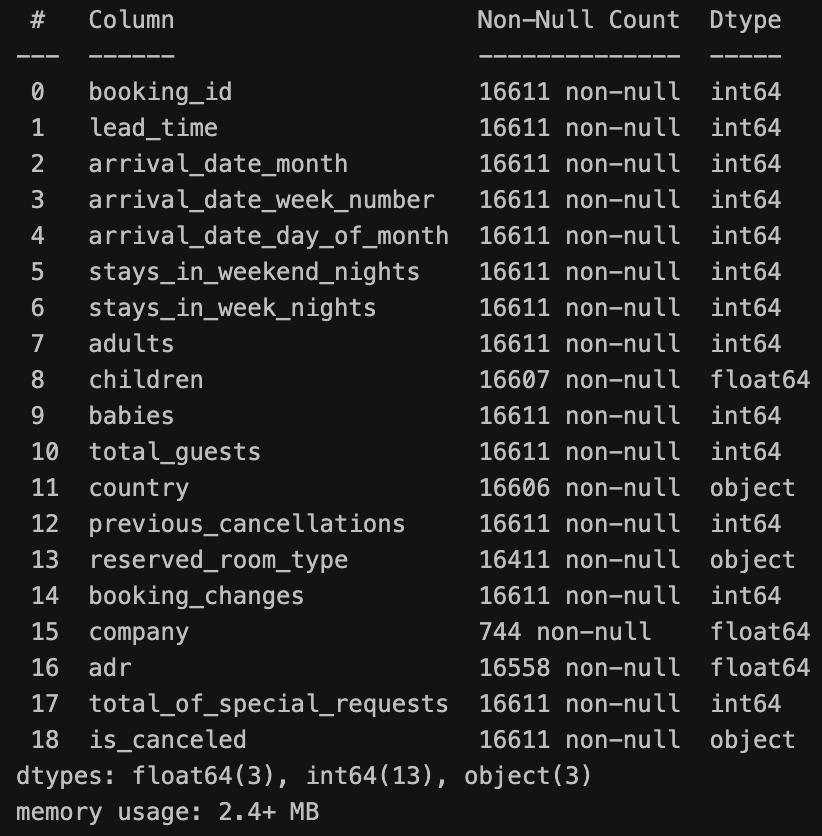 #   Column                     Non-Null Count  Dtype
---  ------                     --------------  -----
 0   booking_id                 16611 non-null  int64
 1   lead_time                  16611 non-null  int64
 2   arrival_date_month         16611 non-null  int64
 3   arrival_date_week_number   16611 non-null  int64
 4   arrival_date_day_of_month  16611 non-null  int64
 5   stays_in_weekend_nights    16611 non-null  int64
 6   stays_in_week_nights       16611 non-null  int64
 7   adults                     16611 non-null  int64
 8   children                   16607 non-null  float64
 9   babies                     16611 non-null  int64
 10  total_guests               16611 non-null  int64
 11  country                    16606 non-null  object
 12  previous_cancellations     16611 non-null  int64
 13  reserved_room_type         16411 non-null  object
 14  booking_changes            16611 non-null  int64
 15  company                    744 non-null    float64
 16  adr                        16558 non-null  float64
 17  total_of_special_requests  16611 non-null  int64
 18  is_canceled                16611 non-null  object
dtypes: float64(3), int64(13), object(3)
memory usage: 2.4+ MB